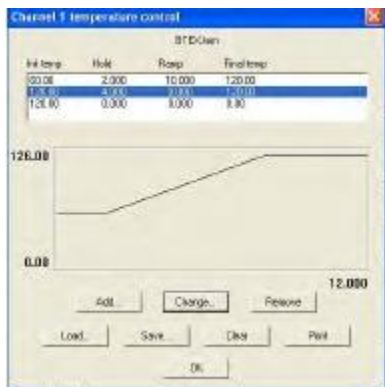 Channel 1 temperature control
Init temp Hold Ramp Final temp
60.00 2.000 10.000 120.00
120.00 4.000 0.000 120.00
120.00 0.000 0.000 0.00
126.00
0.00
12.000
Add... Change... Remove
Load... Save... Clear Print
OK